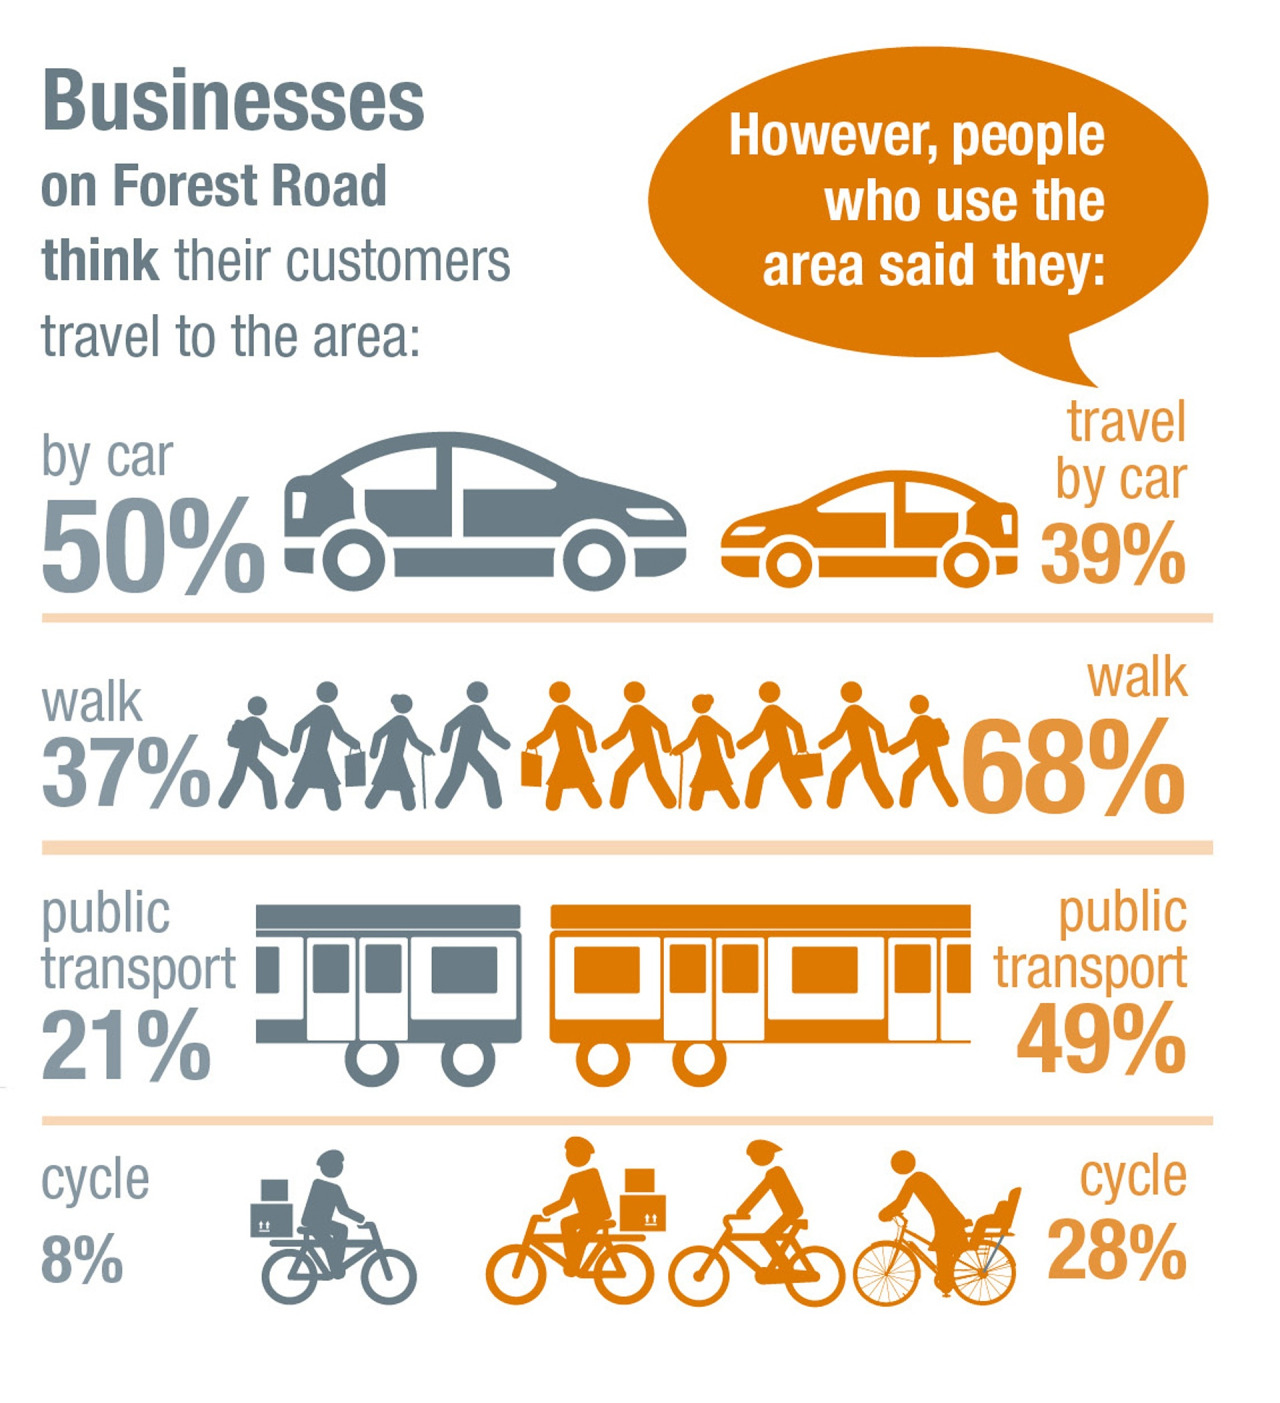 Businesses
on Forest Road
think their customers
travel to the area:
However, people
who use the
area said they:
by car
50%
travel
by car
39%
walk
37%
walk
68%
public
transport
21%
public
transport
49%
cycle
8%
cycle
28%